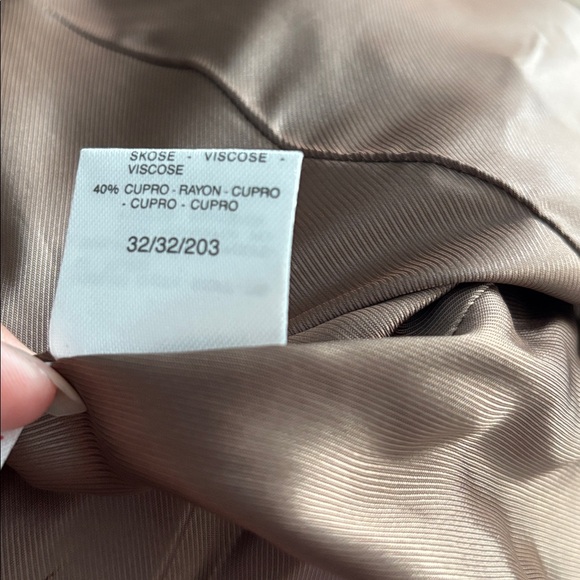 SKOSE - VISCOSE -
VISCOSE
40% CUPRO - RAYON - CUPRO
- CUPRO - CUPRO
32/32/203